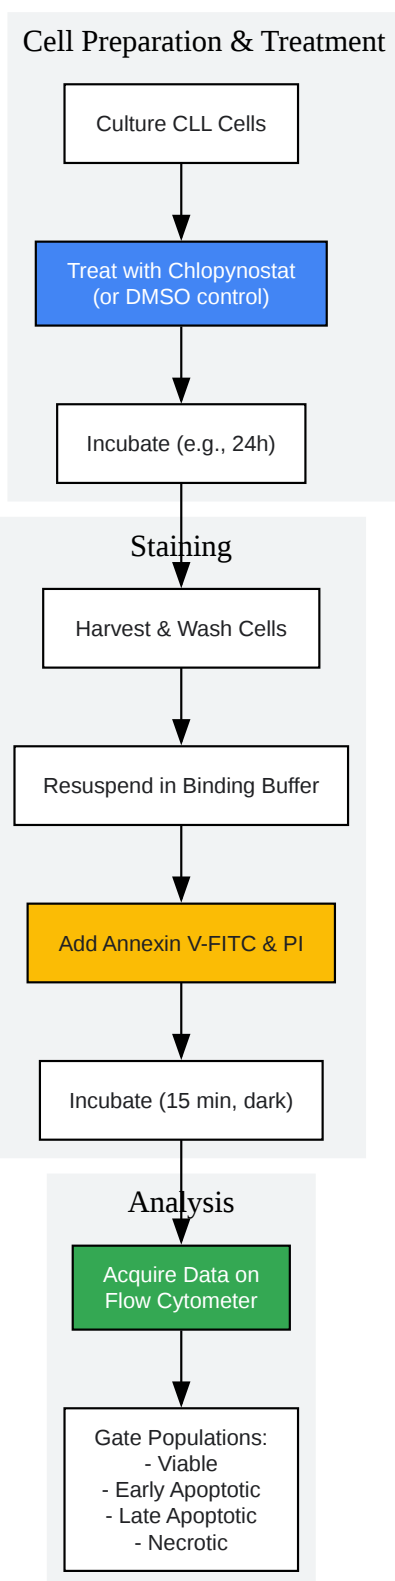 Cell Preparation & Treatment
Culture CLL Cells
Treat with Chlopynostat
(or DMSO control)
Incubate (e.g., 24h)
Staining
Harvest & Wash Cells
Resuspend in Binding Buffer
Add Annexin V-FITC & PI
Incubate (15 min, dark)
Analysis
Acquire Data on
Flow Cytometer
Gate Populations:
- Viable
- Early Apoptotic
- Late Apoptotic
- Necrotic